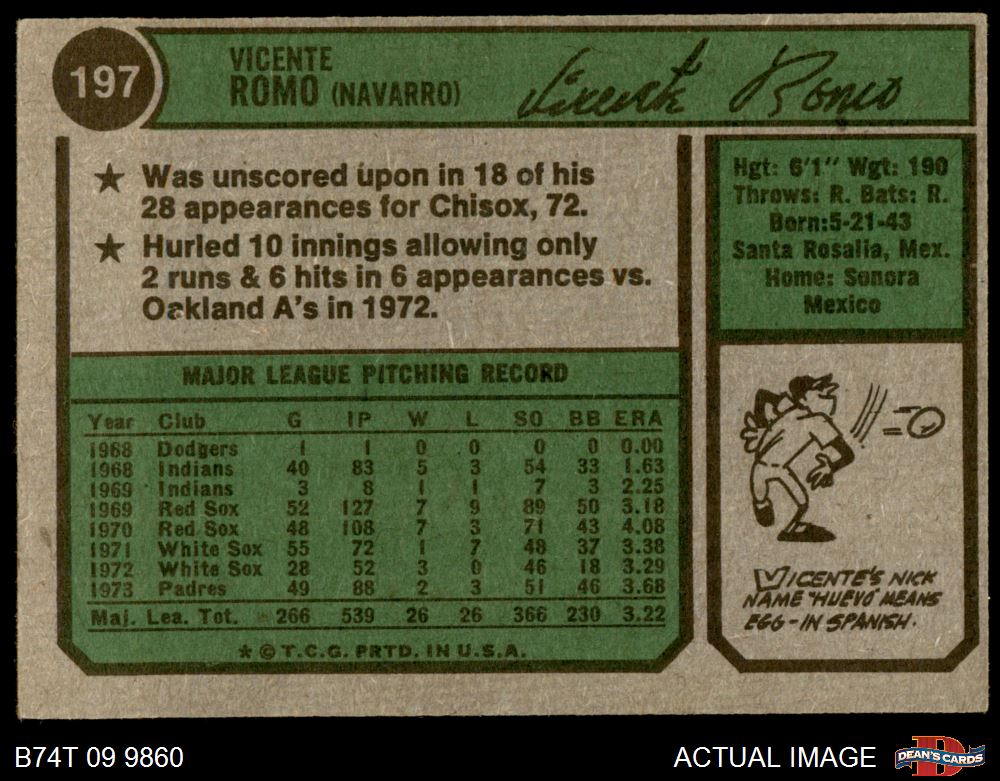 197
VICENTE
ROMO (NAVARRO)
Vicente Romo
★ Was unscored upon in 18 of his
28 appearances for Chisox, 72.
★ Hurled 10 innings allowing only
2 runs & 6 hits in 6 appearances vs.
Oakland A's in 1972.
Hgt: 6'1" Wgt: 190
Throws: R. Bats: R.
Born:5-21-43
Santa Rosalia, Mex.
Home: Sonora
Mexico
MAJOR LEAGUE PITCHING RECORD
Year Club G IP W L SO BB ERA
1968 Dodgers 1 1 0 0 0 0 0.00
1968 Indians 40 83 5 3 54 33 1.63
1969 Indians 3 8 1 1 7 3 2.25
1969 Red Sox 52 127 7 9 89 50 3.18
1970 Red Sox 48 108 7 3 71 43 4.08
1971 White Sox 55 72 1 7 48 37 3.38
1972 White Sox 28 52 3 0 46 18 3.29
1973 Padres 49 88 2 3 51 46 3.68
Maj. Lea. Tot. 266 539 26 26 366 230 3.22
★ © T.C.G. PRTD. IN U.S.A.
VICENTE'S NICK
NAME "HUEVO" MEANS
EGG - IN SPANISH.
B74T 09 9860
ACTUAL IMAGE
D
DEAN'S CARDS